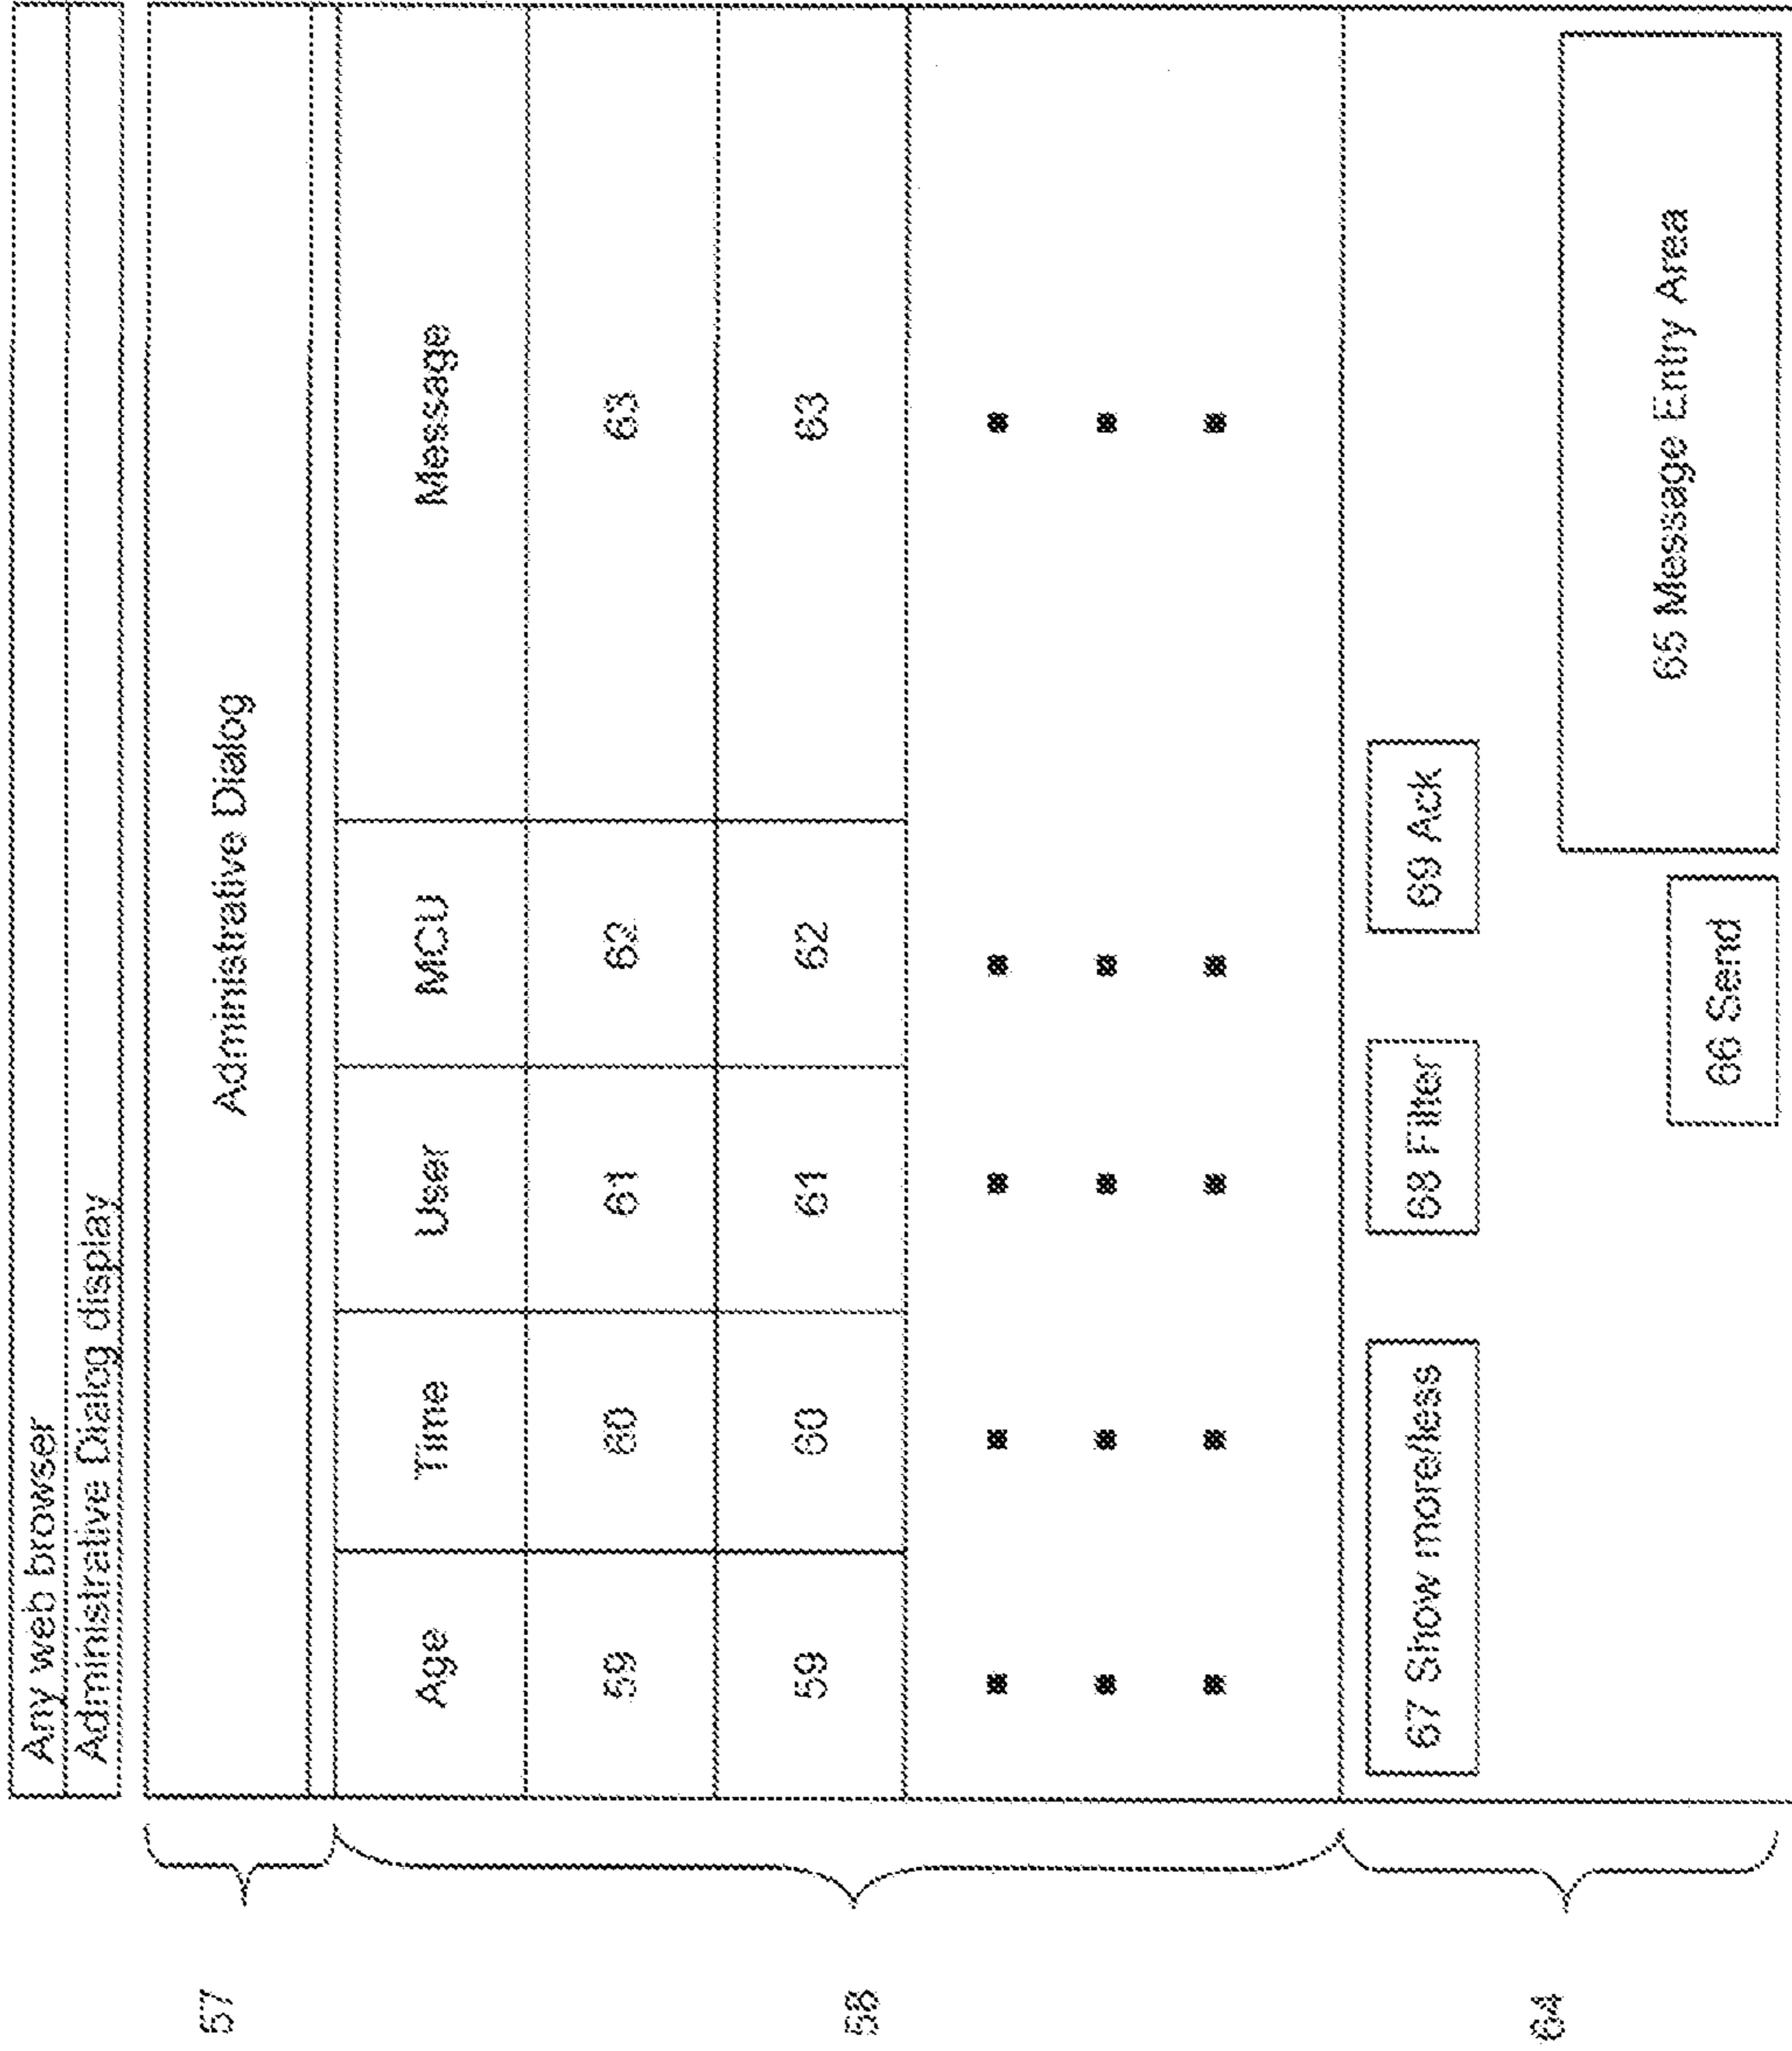 Any web browser
Administrative Dialog display
57
Administrative Dialog
58
Age Time User MCU Message
59 60 61 62 63
59 60 61 62 63
64
67 Show more/less 68 Filter 69 Ack
65 Message Entry Area
66 Send